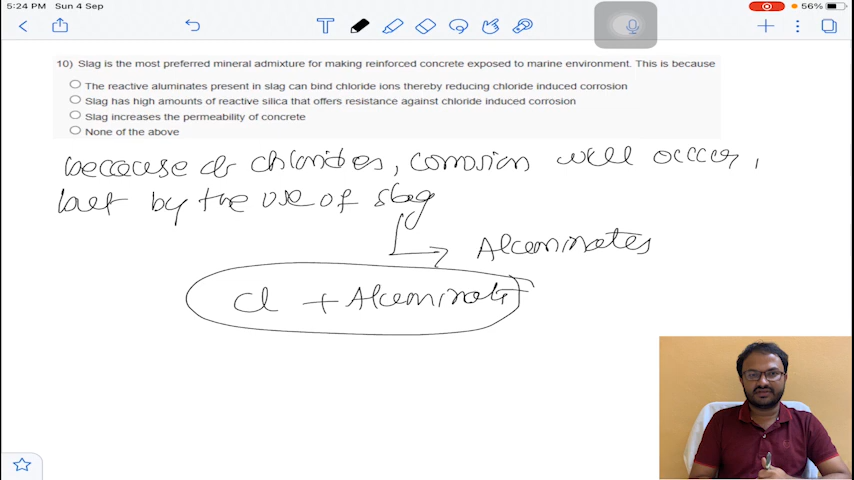 5:24 PM Sun 4 Sep
56%
10) Slag is the most preferred mineral admixture for making reinforced concrete exposed to marine environment. This is because
The reactive aluminates present in slag can bind chloride ions thereby reducing chloride induced corrosion
Slag has high amounts of reactive silica that offers resistance against chloride induced corrosion
Slag increases the permeability of concrete
None of the above
because of chlorides, corrosion will occur,
but by the use of slag
Aluminates
Cl + Aluminate